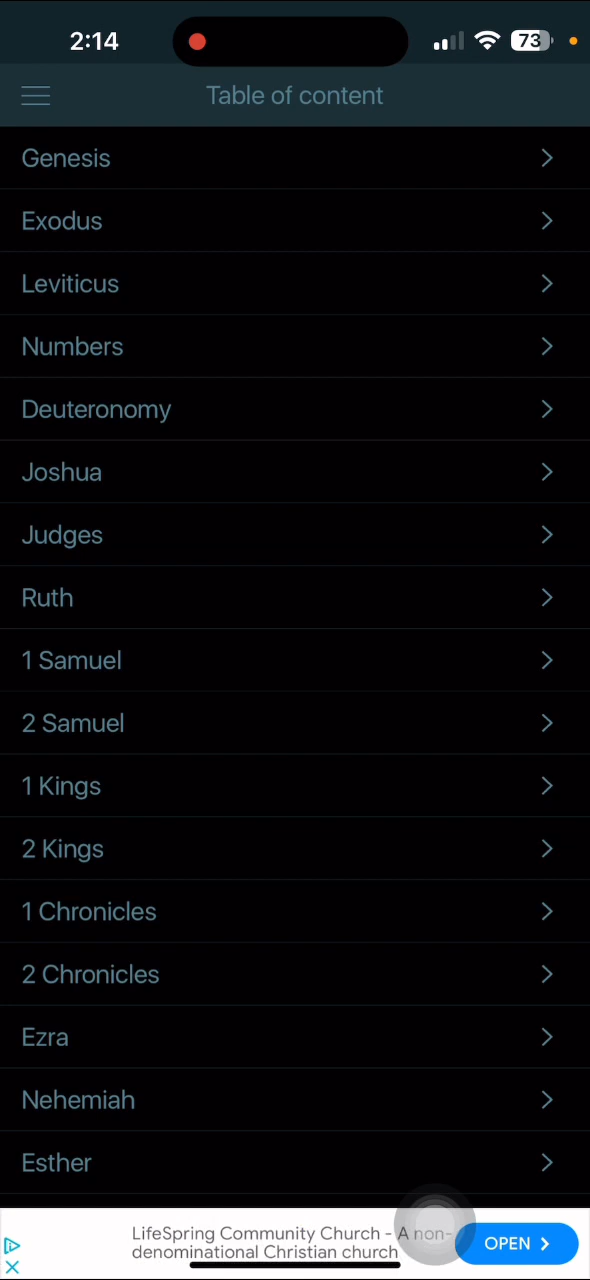 2:14
73
Table of content
Genesis
Exodus
Leviticus
Numbers
Deuteronomy
Joshua
Judges
Ruth
1 Samuel
2 Samuel
1 Kings
2 Kings
1 Chronicles
2 Chronicles
Ezra
Nehemiah
Esther
LifeSpring Community Church - A non-
denominational Christian church
OPEN